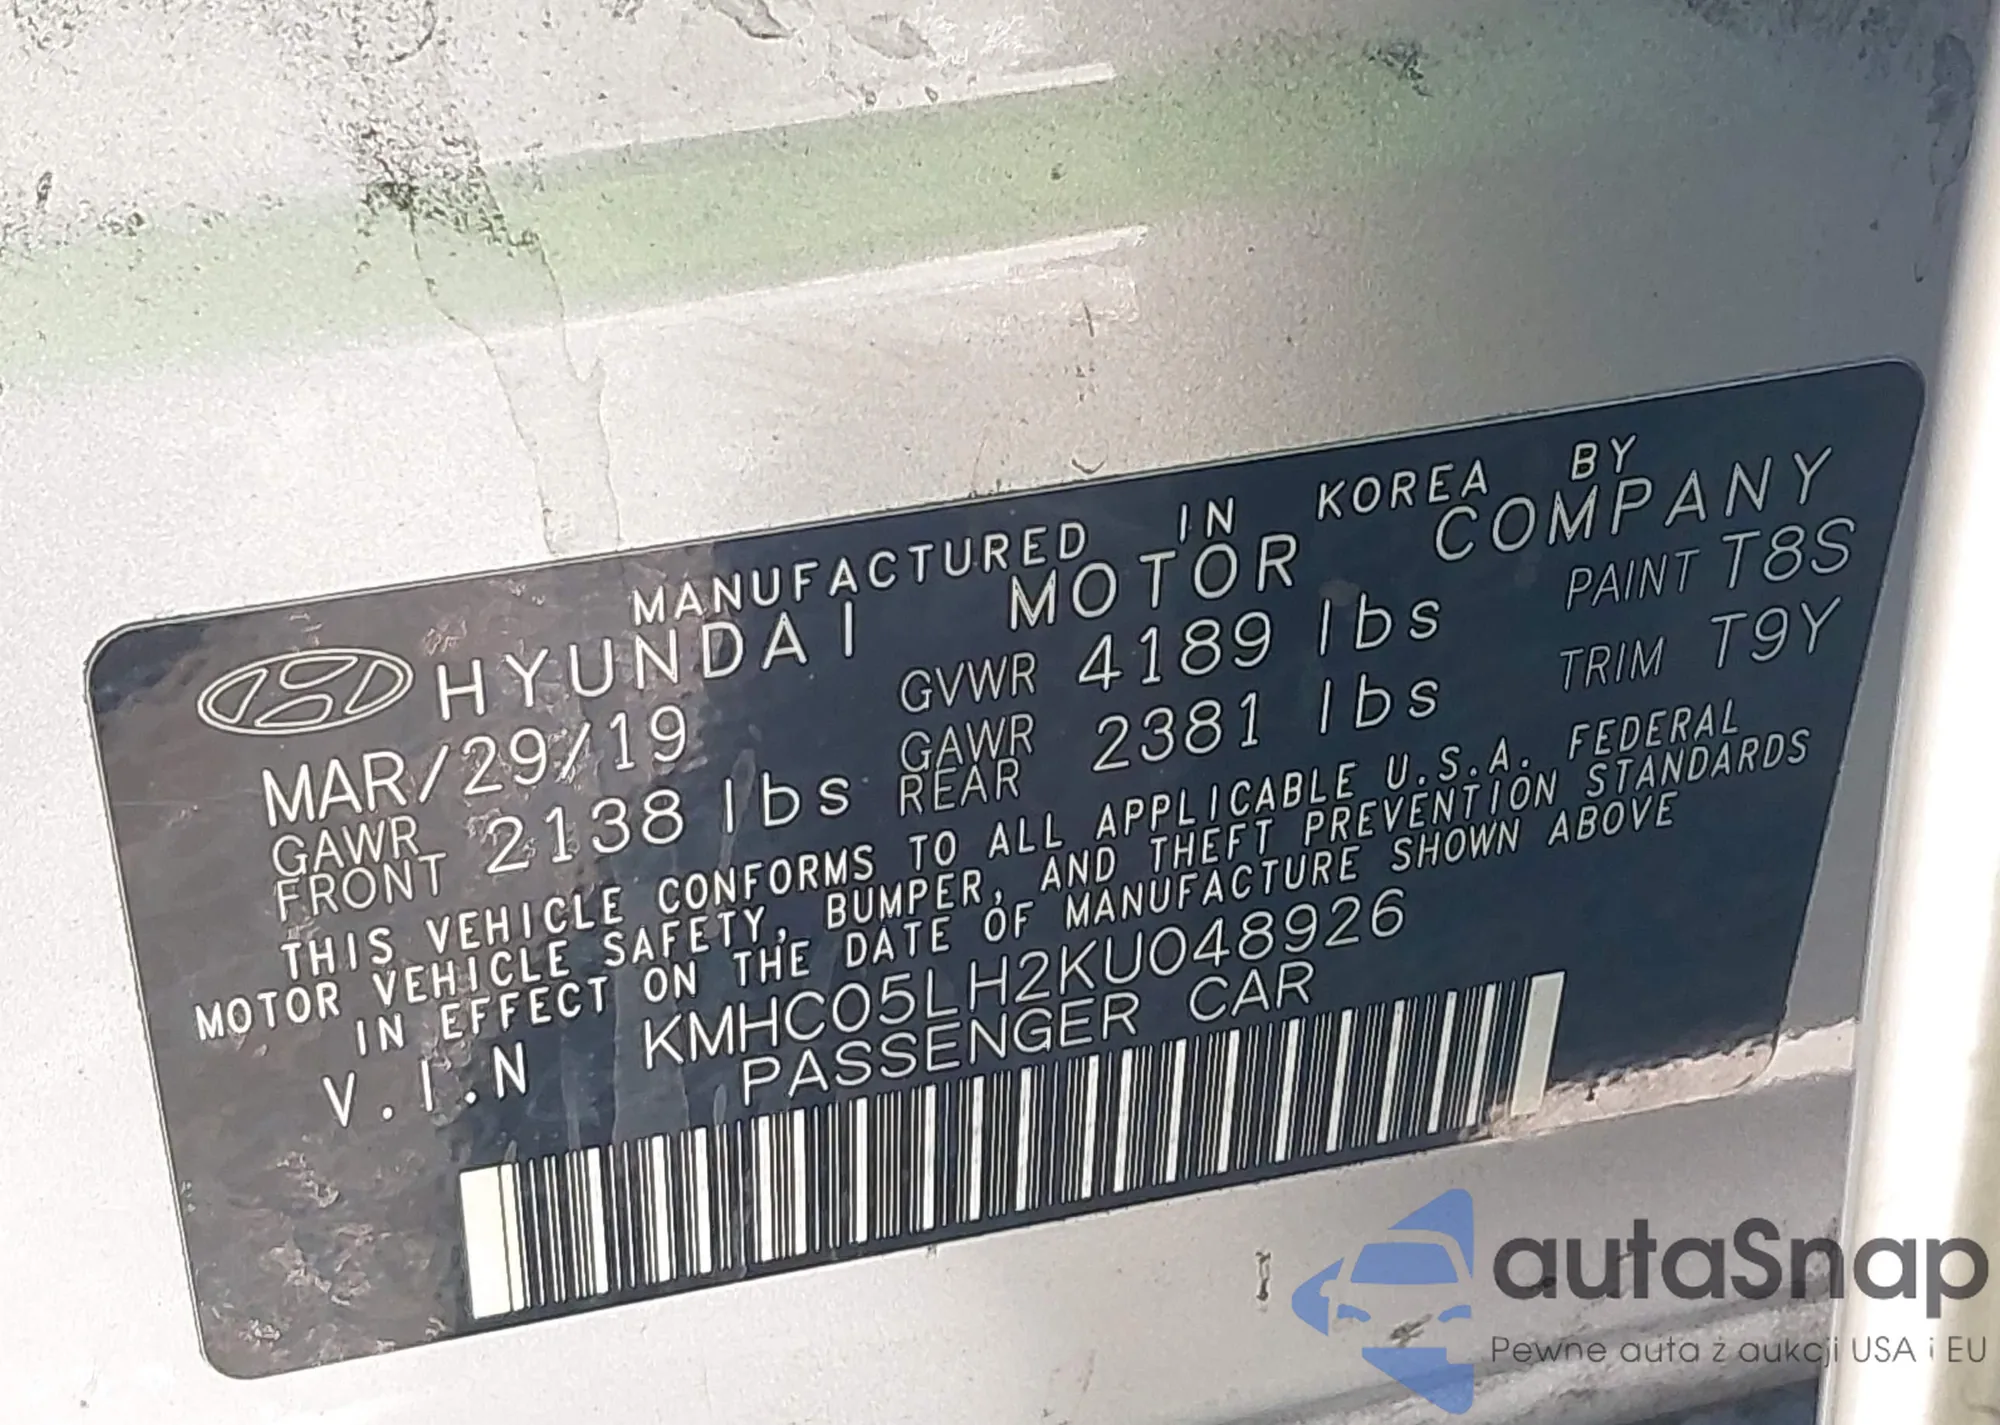 MANUFACTURED IN KOREA BY
HYUNDAI MOTOR COMPANY
MAR/29/19 GVWR 4189 lbs PAINT T8S
GAWR FRONT 2138 lbs GAWR REAR 2381 lbs TRIM T9Y
THIS VEHICLE CONFORMS TO ALL APPLICABLE U.S.A. FEDERAL
MOTOR VEHICLE SAFETY, BUMPER, AND THEFT PREVENTION STANDARDS
IN EFFECT ON THE DATE OF MANUFACTURE SHOWN ABOVE
V.I.N KMHC05LH2KU048926
PASSENGER CAR
autaSnap
Pewne auta z aukcji USA i EU